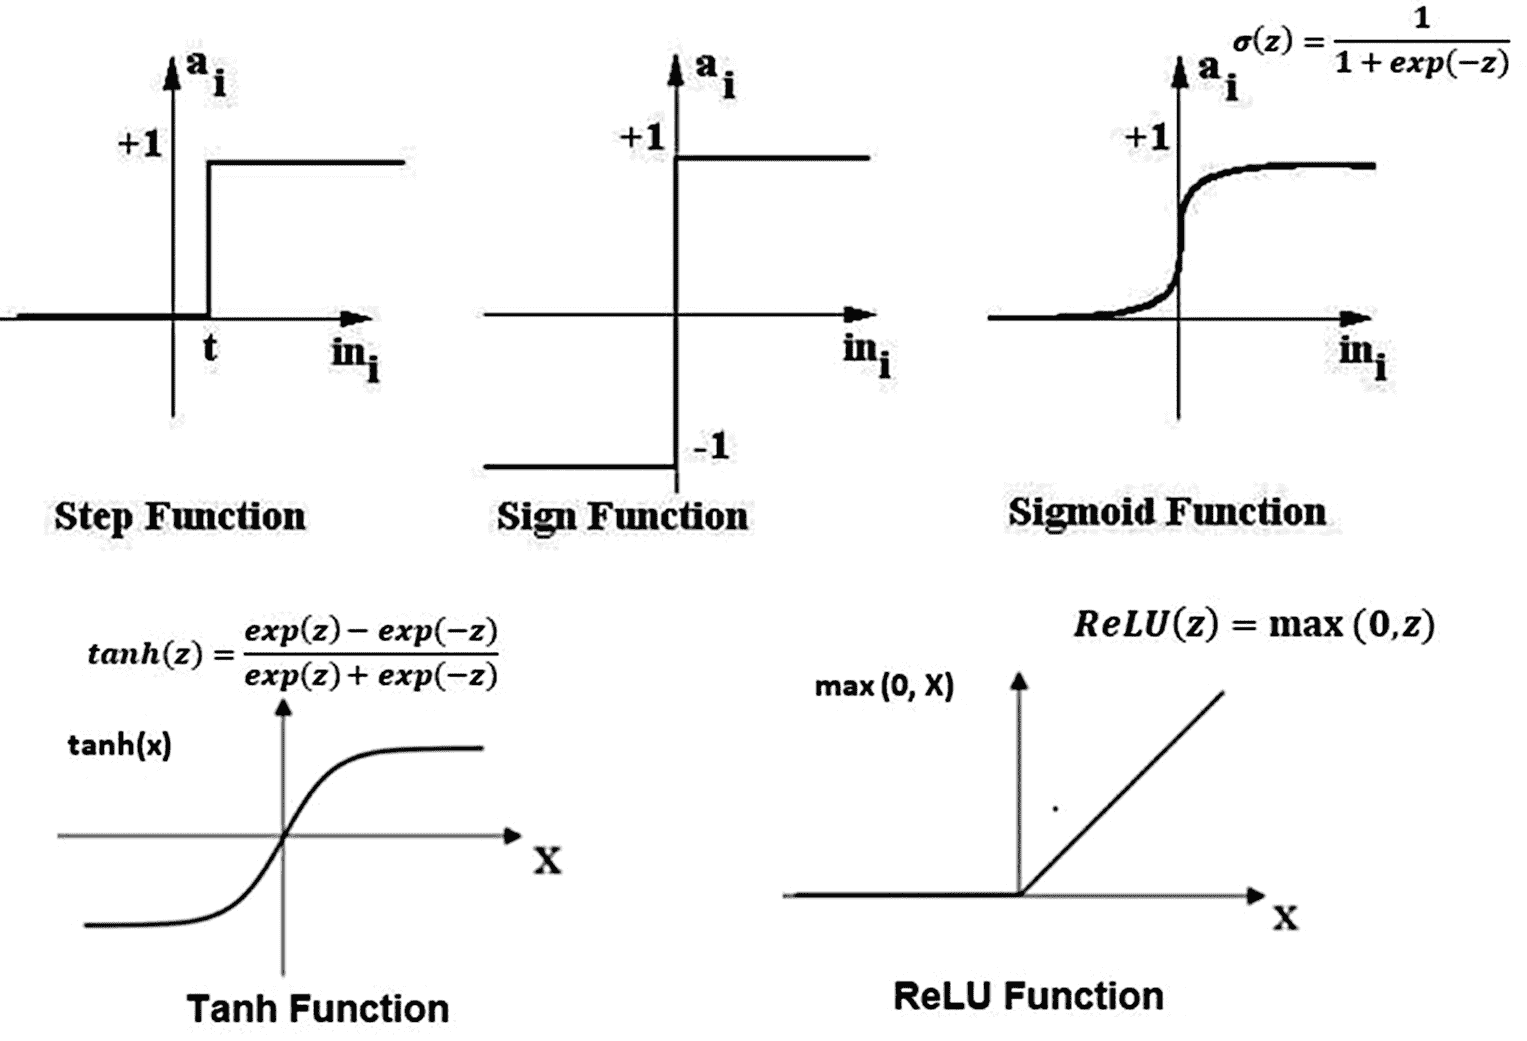 a_i
+1
t
in_i
Step Function
a_i
+1
in_i
-1
Sign Function
σ(z) = 1 / (1 + exp(−z))
a_i
+1
in_i
Sigmoid Function
tanh(z) = (exp(z) − exp(−z)) / (exp(z) + exp(−z))
tanh(x)
X
Tanh Function
ReLU(z) = max (0,z)
max (0, X)
X
ReLU Function